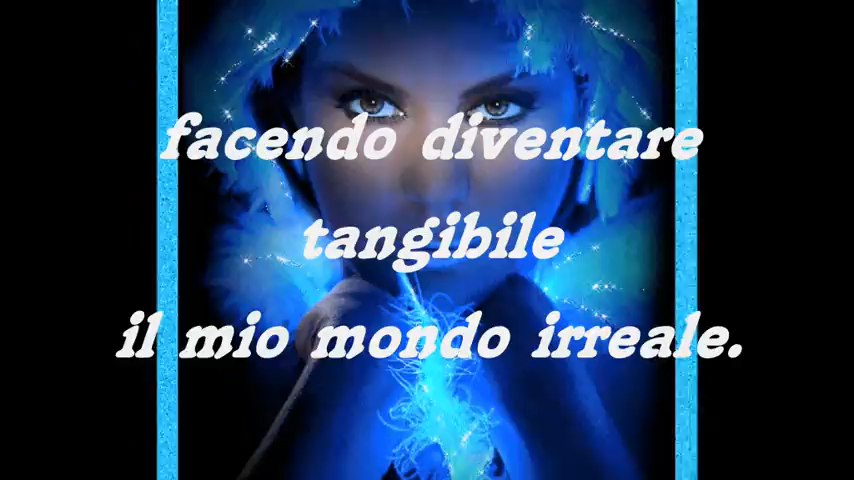 facendo diventare
tangibile
il mio mondo irreale.